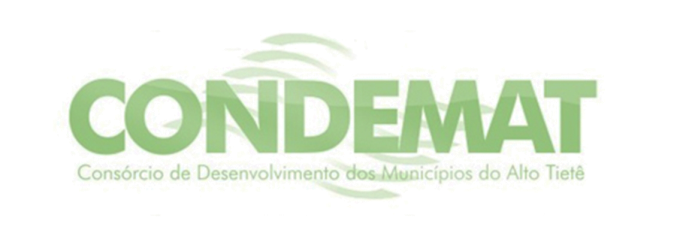 CONDEMAT
Consórcio de Desenvolvimento dos Municípios do Alto Tietê